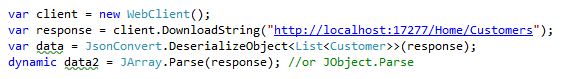 var client = new WebClient();
var response = client.DownloadString("http://localhost:17277/Home/Customers");
var data = JsonConvert.DeserializeObject<List<Customer>>(response);
dynamic data2 = JArray.Parse(response); //or JObject.Parse